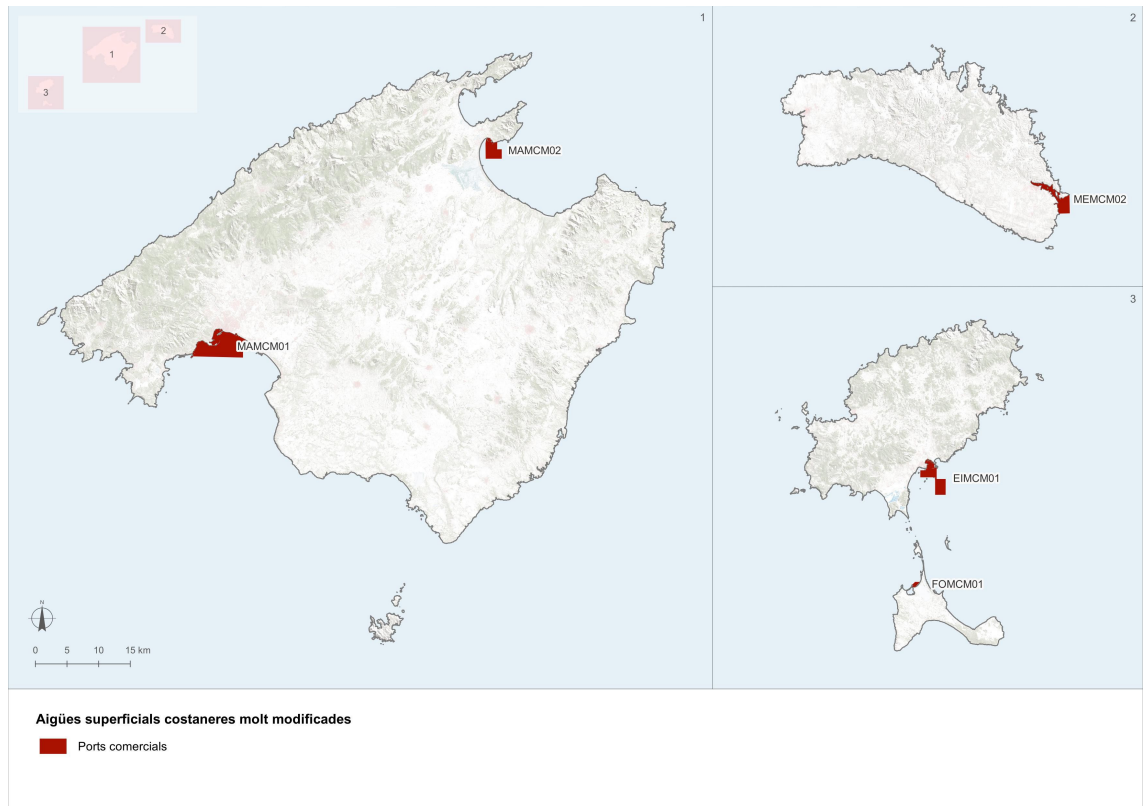 1
2
1
3
MAMCM02
MAMCM01
N
0 5 10 15 km
2
MEMCM02
3
EIMCM01
FOMCM01
Aigües superficials costaneres molt modificades
Ports comercials